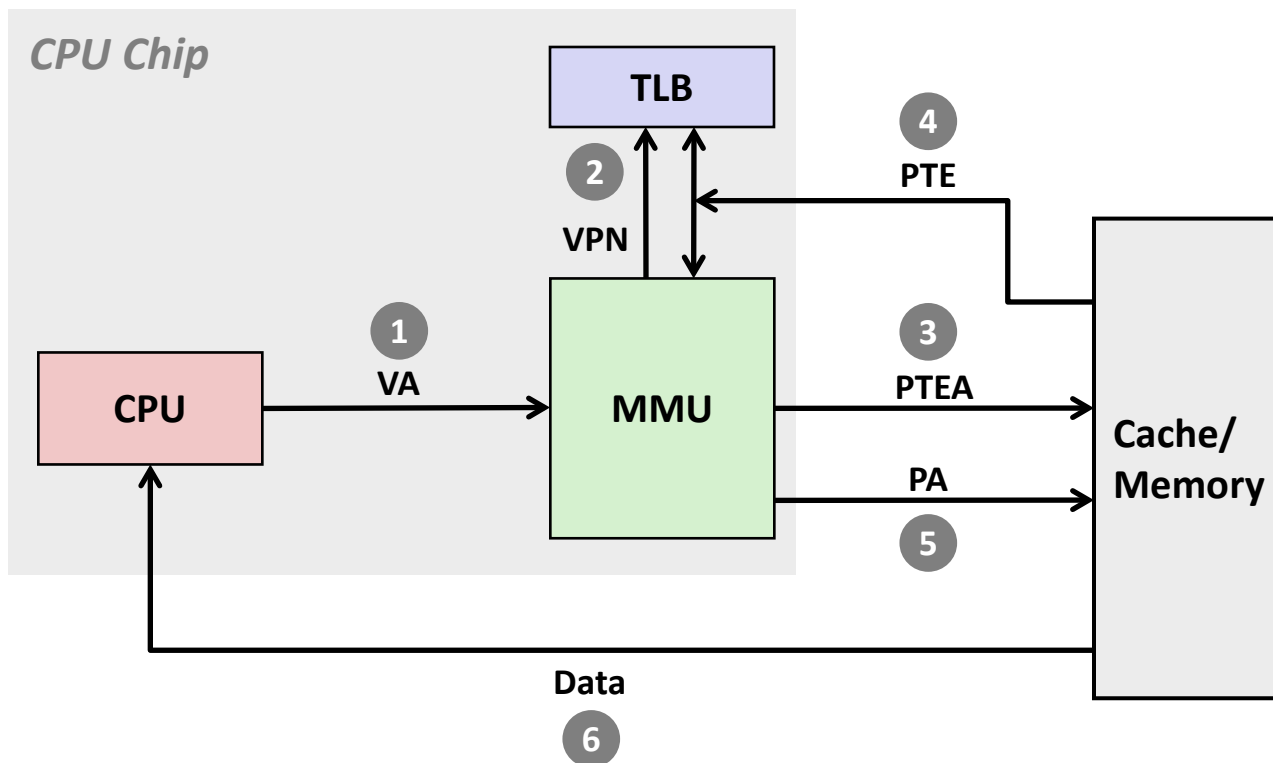 CPU Chip
TLB
4
2
PTE
VPN
1
3
VA
PTEA
CPU
MMU
Cache/
Memory
PA
5
Data
6